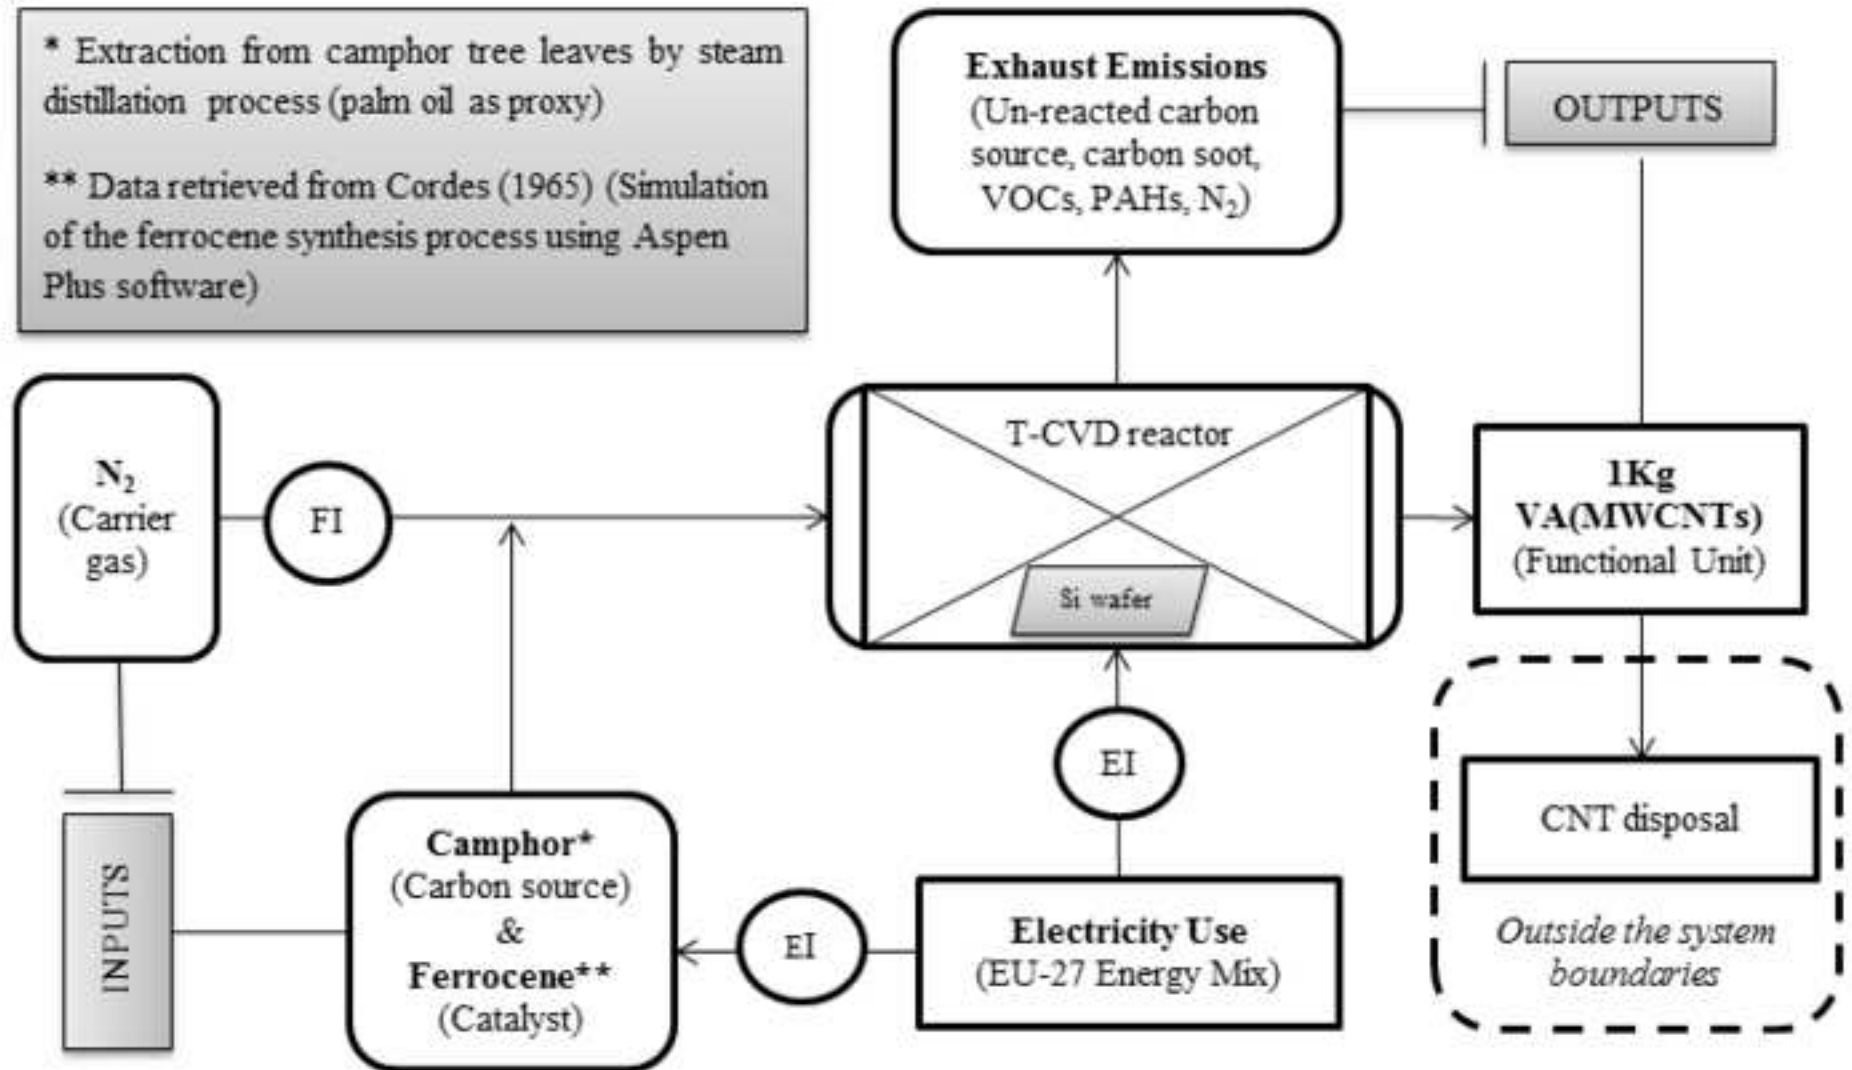 * Extraction from camphor tree leaves by steam
distillation process (palm oil as proxy)
** Data retrieved from Cordes (1965) (Simulation
of the ferrocene synthesis process using Aspen
Plus software)
Exhaust Emissions
(Un-reacted carbon
source, carbon soot,
VOCs, PAHs, N₂)
OUTPUTS
N₂
(Carrier
gas)
FI
T-CVD reactor
Si wafer
1Kg
VA(MWCNTs)
(Functional Unit)
EI
CNT disposal
Outside the system
boundaries
INPUTS
Camphor*
(Carbon source)
&
Ferrocene**
(Catalyst)
EI
Electricity Use
(EU-27 Energy Mix)